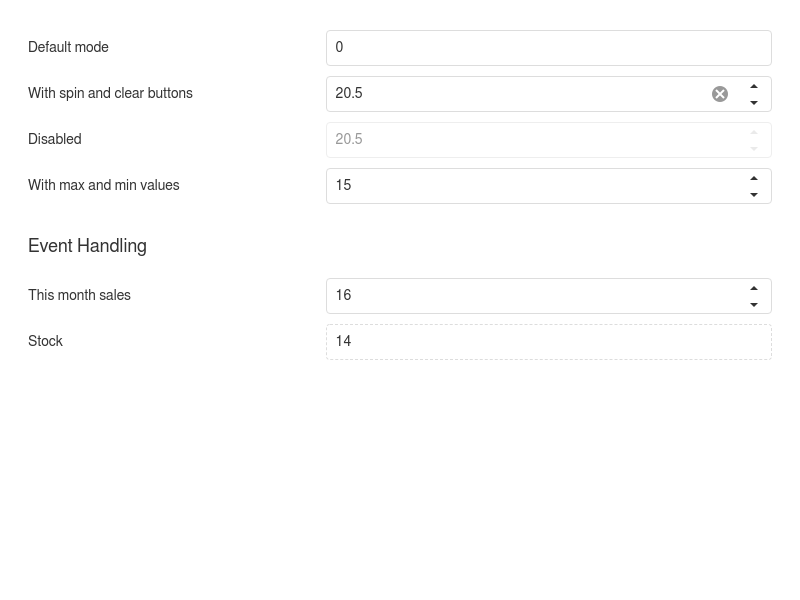 Default mode 0
With spin and clear buttons 20.5
Disabled 20.5
With max and min values 15
Event Handling
This month sales 16
Stock 14